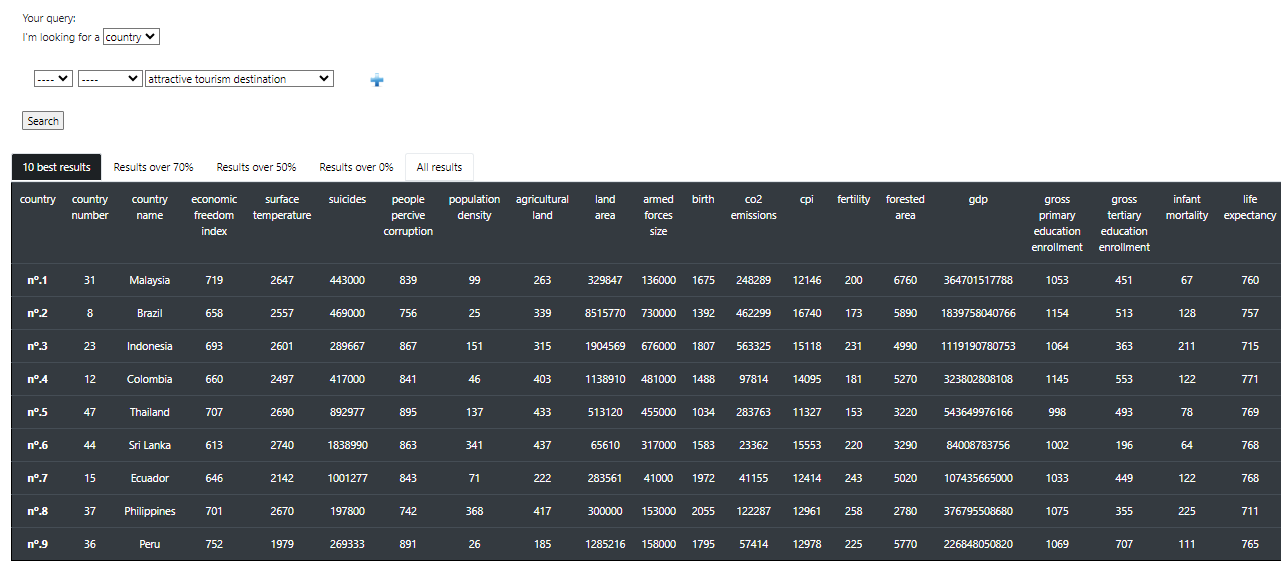 Your query:
I'm looking for a country
---- ---- attractive tourism destination
Search
10 best results Results over 70% Results over 50% Results over 0% All results
country country number country name economic freedom index surface temperature suicides people percive corruption population density agricultural land land area armed forces size birth co2 emissions cpi fertility forested area gdp gross primary education enrollment gross tertiary education enrollment infant mortality life expectancy
nº.1 31 Malaysia 719 2647 443000 839 99 263 329847 136000 1675 248289 12146 200 6760 364701517788 1053 451 67 760
nº.2 8 Brazil 658 2557 469000 756 25 339 8515770 730000 1392 462299 16740 173 5890 1839758040766 1154 513 128 757
nº.3 23 Indonesia 693 2601 289667 867 151 315 1904569 676000 1807 563325 15118 231 4990 1119190780753 1064 363 211 715
nº.4 12 Colombia 660 2497 417000 841 46 403 1138910 481000 1488 97814 14095 181 5270 323802808108 1145 553 122 771
nº.5 47 Thailand 707 2690 892977 895 137 433 513120 455000 1034 283763 11327 153 3220 543649976166 998 493 78 769
nº.6 44 Sri Lanka 613 2740 1838990 863 341 437 65610 317000 1583 23362 15553 220 3290 84008783756 1002 196 64 768
nº.7 15 Ecuador 646 2142 1001277 843 71 222 283561 41000 1972 41155 12414 243 5020 107435665000 1033 449 122 768
nº.8 37 Philippines 701 2670 197800 742 368 417 300000 153000 2055 122287 12961 258 2780 376795508680 1075 355 225 711
nº.9 36 Peru 752 1979 269333 891 26 185 1285216 158000 1795 57414 12978 225 5770 226848050820 1069 707 111 765